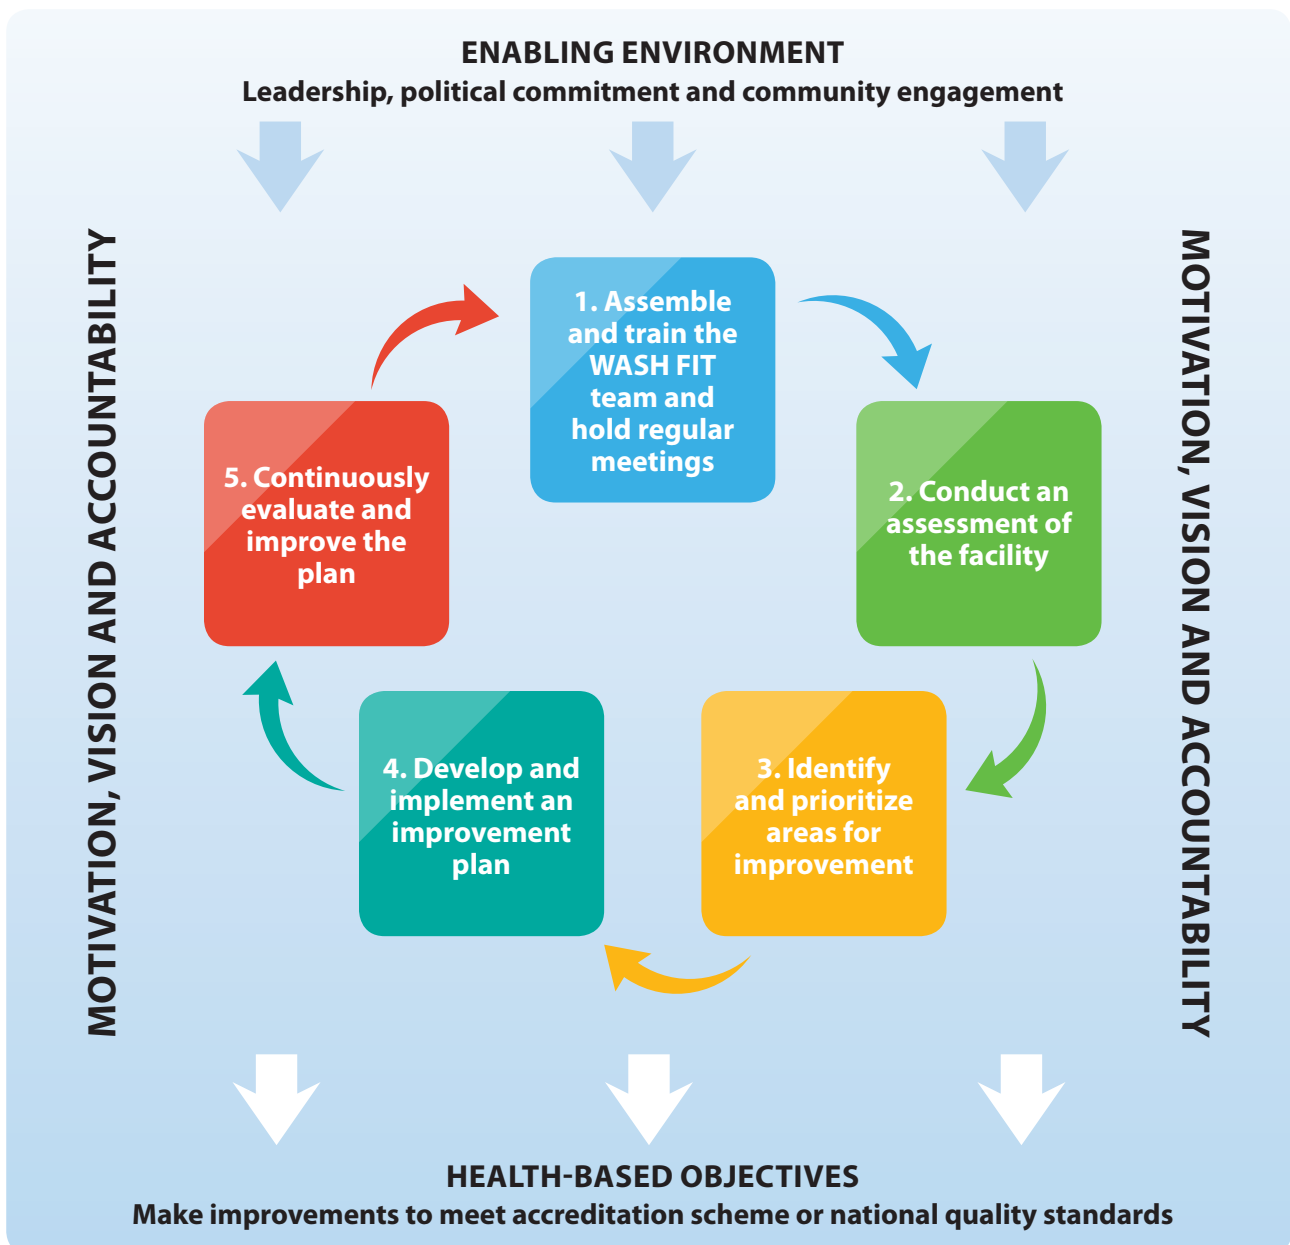 ENABLING ENVIRONMENT
Leadership, political commitment and community engagement
MOTIVATION, VISION AND ACCOUNTABILITY
1. Assemble
and train the
WASH FIT
team and
hold regular
meetings
2. Conduct an
assessment of
the facility
3. Identify
and prioritize
areas for
improvement
4. Develop and
implement an
improvement
plan
5. Continuously
evaluate and
improve the
plan
MOTIVATION, VISION AND ACCOUNTABILITY
HEALTH-BASED OBJECTIVES
Make improvements to meet accreditation scheme or national quality standards